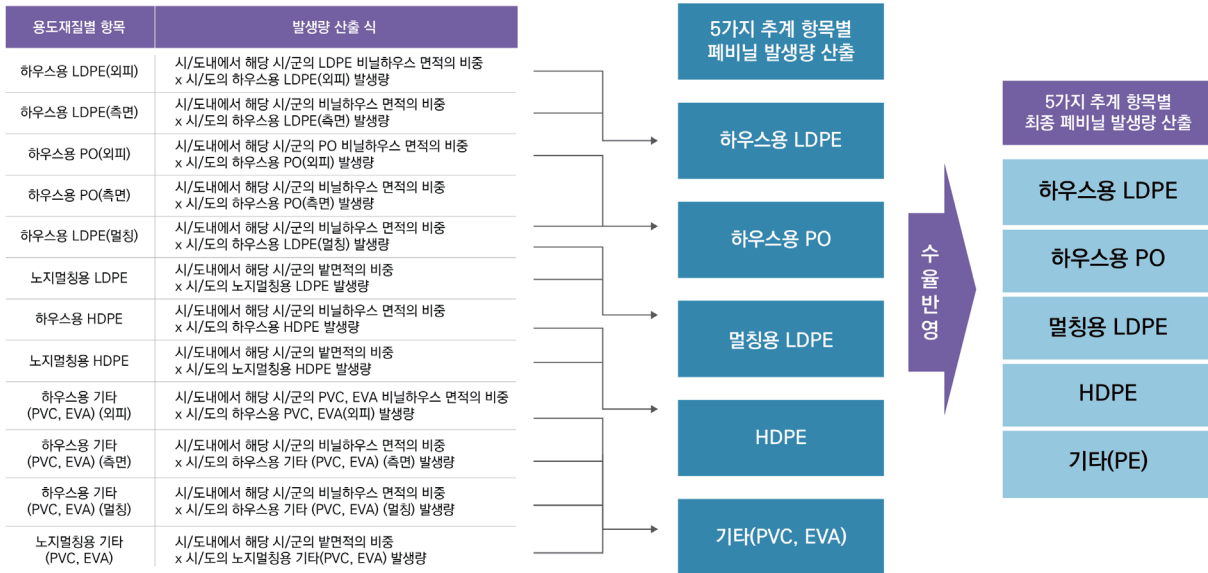 용도재질별 항목
발생량 산출 식
하우스용 LDPE(외피)
시/도내에서 해당 시/군의 LDPE 비닐하우스 면적의 비중
x 시/도의 하우스용 LDPE(외피) 발생량
하우스용 LDPE(측면)
시/도내에서 해당 시/군의 비닐하우스 면적의 비중
x 시/도의 하우스용 LDPE(측면) 발생량
하우스용 PO(외피)
시/도내에서 해당 시/군의 PO 비닐하우스 면적의 비중
x 시/도의 하우스용 PO(외피) 발생량
하우스용 PO(측면)
시/도내에서 해당 시/군의 비닐하우스 면적의 비중
x 시/도의 하우스용 PO(측면) 발생량
하우스용 LDPE(멀칭)
시/도내에서 해당 시/군의 비닐하우스 면적의 비중
x 시/도의 하우스용 LDPE(멀칭) 발생량
노지멀칭용 LDPE
시/도내에서 해당 시/군의 밭면적의 비중
x 시/도의 노지멀칭용 LDPE 발생량
하우스용 HDPE
시/도내에서 해당 시/군의 비닐하우스 면적의 비중
x 시/도의 하우스용 HDPE 발생량
노지멀칭용 HDPE
시/도내에서 해당 시/군의 밭면적의 비중
x 시/도의 노지멀칭용 HDPE 발생량
하우스용 기타
(PVC, EVA) (외피)
시/도내에서 해당 시/군의 PVC, EVA 비닐하우스 면적의 비중
x 시/도의 하우스용 PVC, EVA(외피) 발생량
하우스용 기타
(PVC, EVA) (측면)
시/도내에서 해당 시/군의 비닐하우스 면적의 비중
x 시/도의 하우스용 기타 (PVC, EVA) (측면) 발생량
하우스용 기타
(PVC, EVA) (멀칭)
시/도내에서 해당 시/군의 비닐하우스 면적의 비중
x 시/도의 하우스용 기타 (PVC, EVA) (멀칭) 발생량
노지멀칭용 기타
(PVC, EVA)
시/도내에서 해당 시/군의 밭면적의 비중
x 시/도의 노지멀칭용 기타(PVC, EVA) 발생량
5가지 추계 항목별
폐비닐 발생량 산출
하우스용 LDPE
하우스용 PO
멀칭용 LDPE
HDPE
기타(PVC, EVA)
수율반영
5가지 추계 항목별
최종 폐비닐 발생량 산출
하우스용 LDPE
하우스용 PO
멀칭용 LDPE
HDPE
기타(PE)